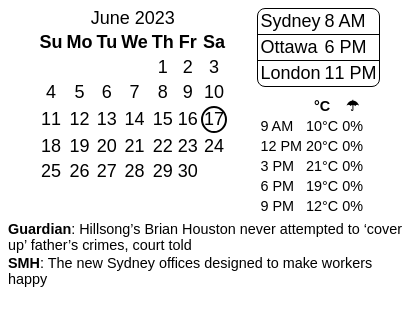 June 2023
Su Mo Tu We Th Fr Sa
1 2 3
4 5 6 7 8 9 10
11 12 13 14 15 16 17
18 19 20 21 22 23 24
25 26 27 28 29 30
Sydney 8 AM
Ottawa 6 PM
London 11 PM
°C ☂
9 AM 10°C 0%
12 PM 20°C 0%
3 PM 21°C 0%
6 PM 19°C 0%
9 PM 12°C 0%
Guardian: Hillsong’s Brian Houston never attempted to ‘cover
up’ father’s crimes, court told
SMH: The new Sydney offices designed to make workers
happy